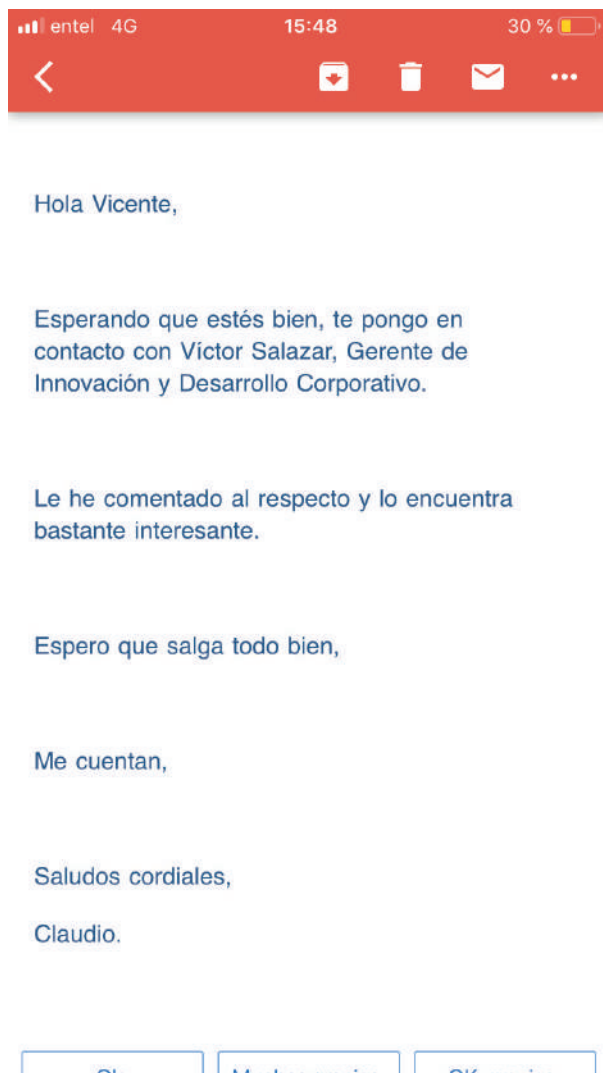 entel 4G 15:48 30 %
Hola Vicente,
Esperando que estés bien, te pongo en
contacto con Víctor Salazar, Gerente de
Innovación y Desarrollo Corporativo.
Le he comentado al respecto y lo encuentra
bastante interesante.
Espero que salga todo bien,
Me cuentan,
Saludos cordiales,
Claudio.